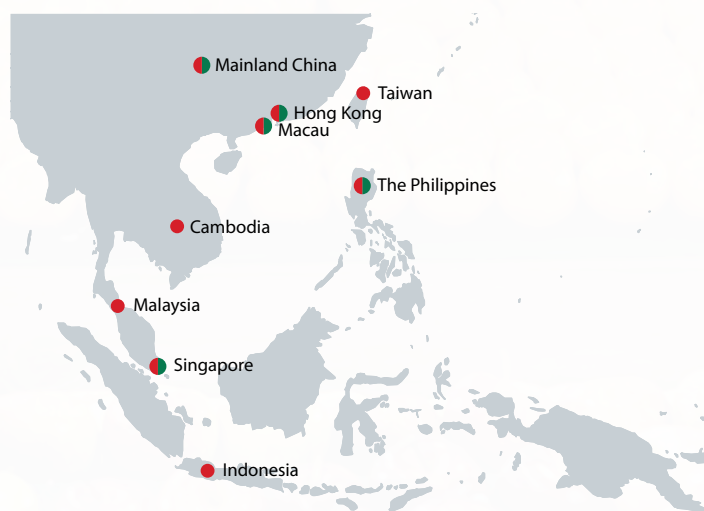 Mainland China
Taiwan
Hong Kong
Macau
The Philippines
Cambodia
Malaysia
Singapore
Indonesia